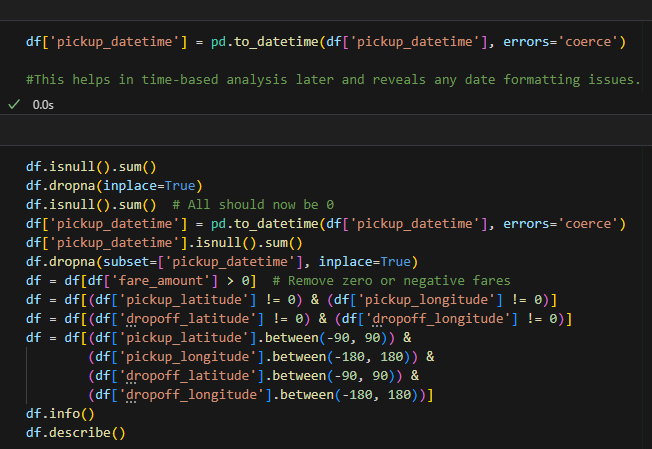 df['pickup_datetime'] = pd.to_datetime(df['pickup_datetime'], errors='coerce')
#This helps in time-based analysis later and reveals any date formatting issues.
0.0s
df.isnull().sum()
df.dropna(inplace=True)
df.isnull().sum()  # All should now be 0
df['pickup_datetime'] = pd.to_datetime(df['pickup_datetime'], errors='coerce')
df['pickup_datetime'].isnull().sum()
df.dropna(subset=['pickup_datetime'], inplace=True)
df = df[df['fare_amount'] > 0]  # Remove zero or negative fares
df = df[(df['pickup_latitude'] != 0) & (df['pickup_longitude'] != 0)]
df = df[(df['dropoff_latitude'] != 0) & (df['dropoff_longitude'] != 0)]
df = df[(df['pickup_latitude'].between(-90, 90)) &
        (df['pickup_longitude'].between(-180, 180)) &
        (df['dropoff_latitude'].between(-90, 90)) &
        (df['dropoff_longitude'].between(-180, 180))]
df.info()
df.describe()